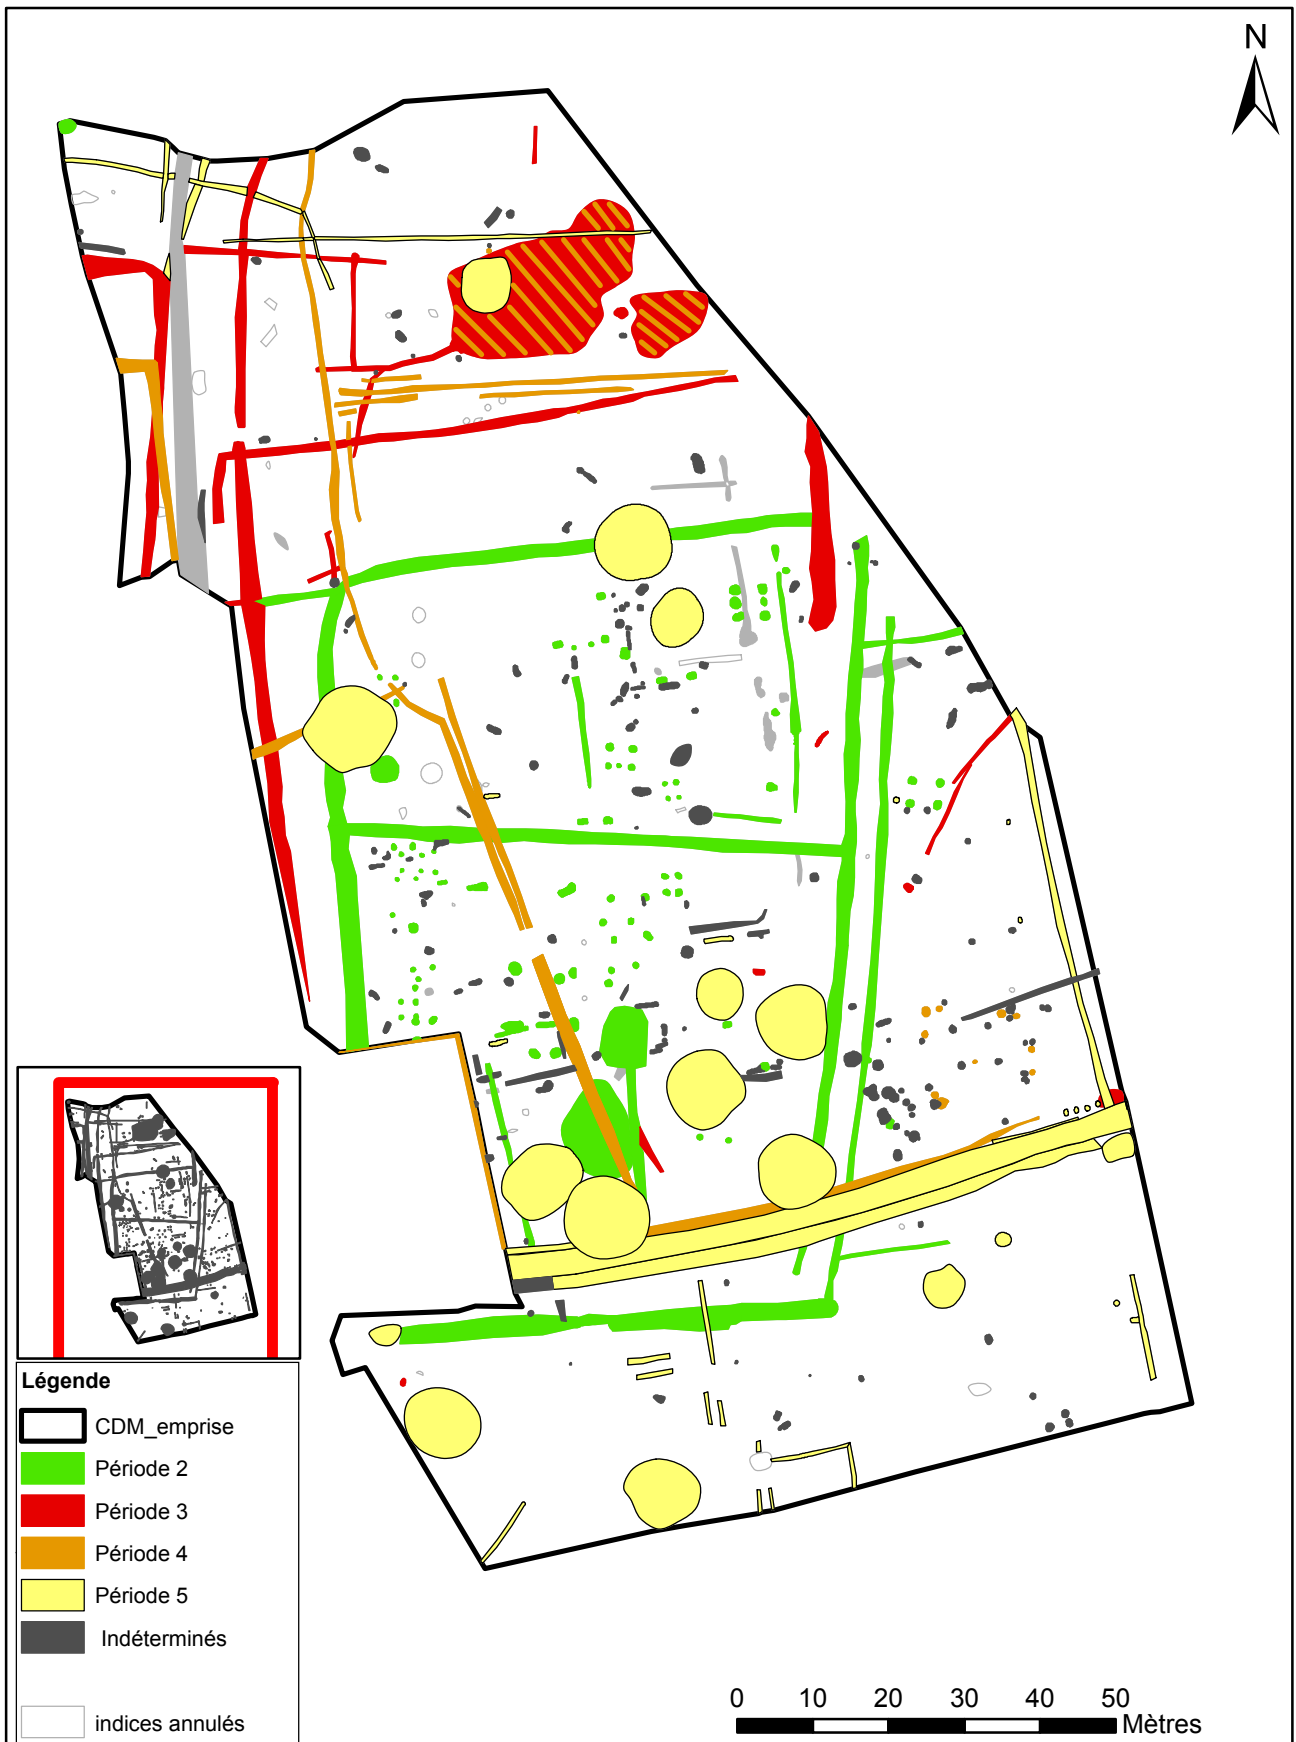 N
Légende
CDM_emprise
Période 2
Période 3
Période 4
Période 5
Indéterminés
indices annulés
0 10 20 30 40 50
Mètres